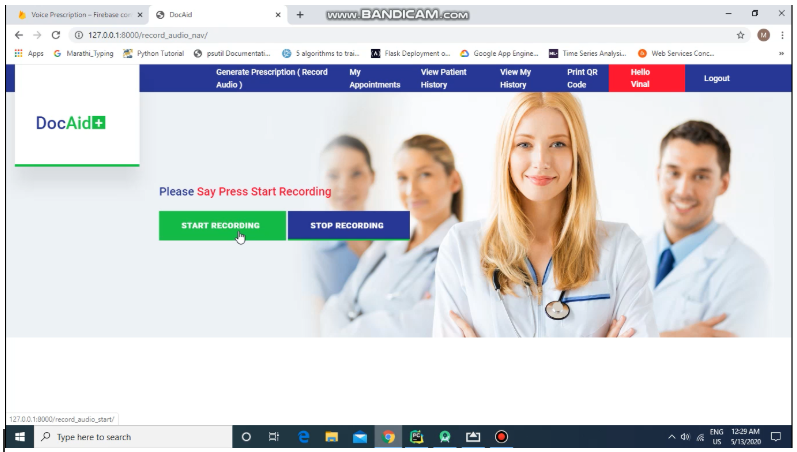 Voice Prescription – Firebase con
DocAid
www.BANDICAM.com
127.0.0.1:8000/record_audio_nav/
M
Apps
Marathi_Typing
Python Tutorial
psutil Documentati...
5 algorithms to trai...
Flask Deployment o...
Google App Engine...
Time Series Analysi...
Web Services Conc...
Generate Prescription ( Record
Audio )
My
Appointments
View Patient
History
View My
History
Print QR
Code
Hello
Vinal
Logout
DocAid
Please Say Press Start Recording
START RECORDING
STOP RECORDING
127.0.0.1:8000/record_audio_start/
Type here to search
ENG
US
12:29 AM
5/13/2020